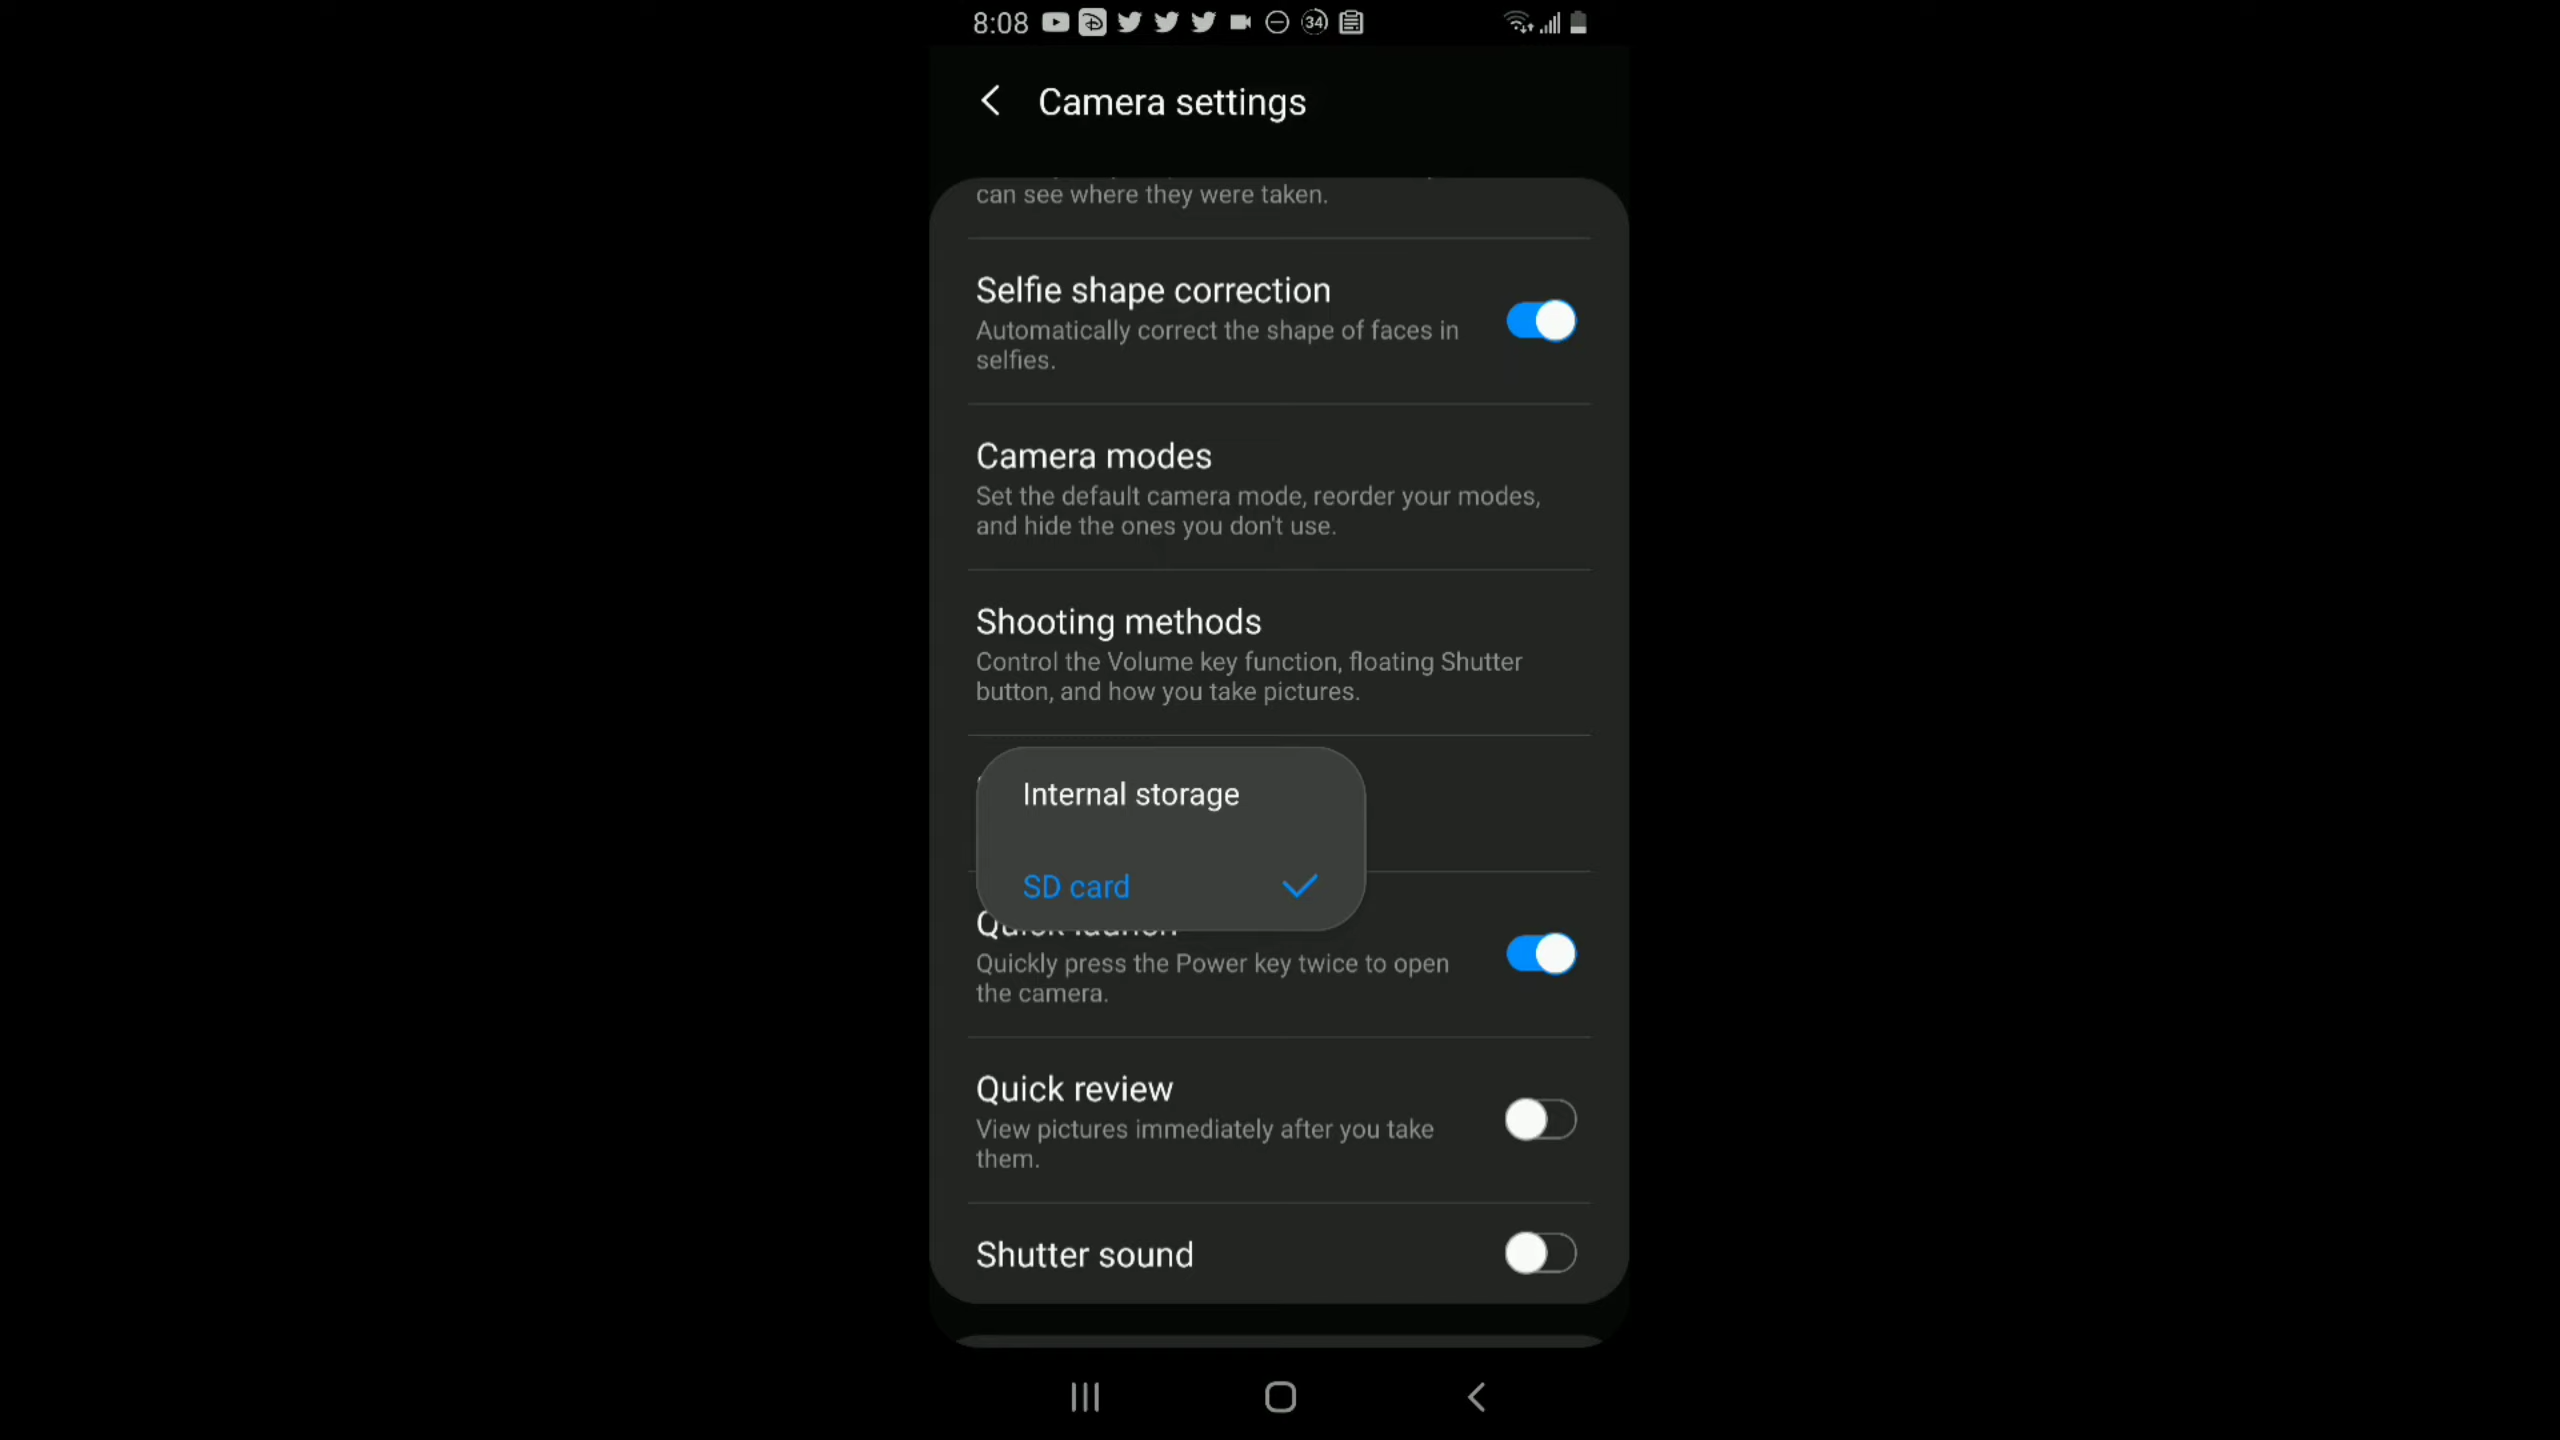 8:08
34
Camera settings
can see where they were taken.
Selfie shape correction
Automatically correct the shape of faces in
selfies.
Camera modes
Set the default camera mode, reorder your modes,
and hide the ones you don't use.
Shooting methods
Control the Volume key function, floating Shutter
button, and how you take pictures.
Internal storage
SD card
Quick launch
Quickly press the Power key twice to open
the camera.
Quick review
View pictures immediately after you take
them.
Shutter sound